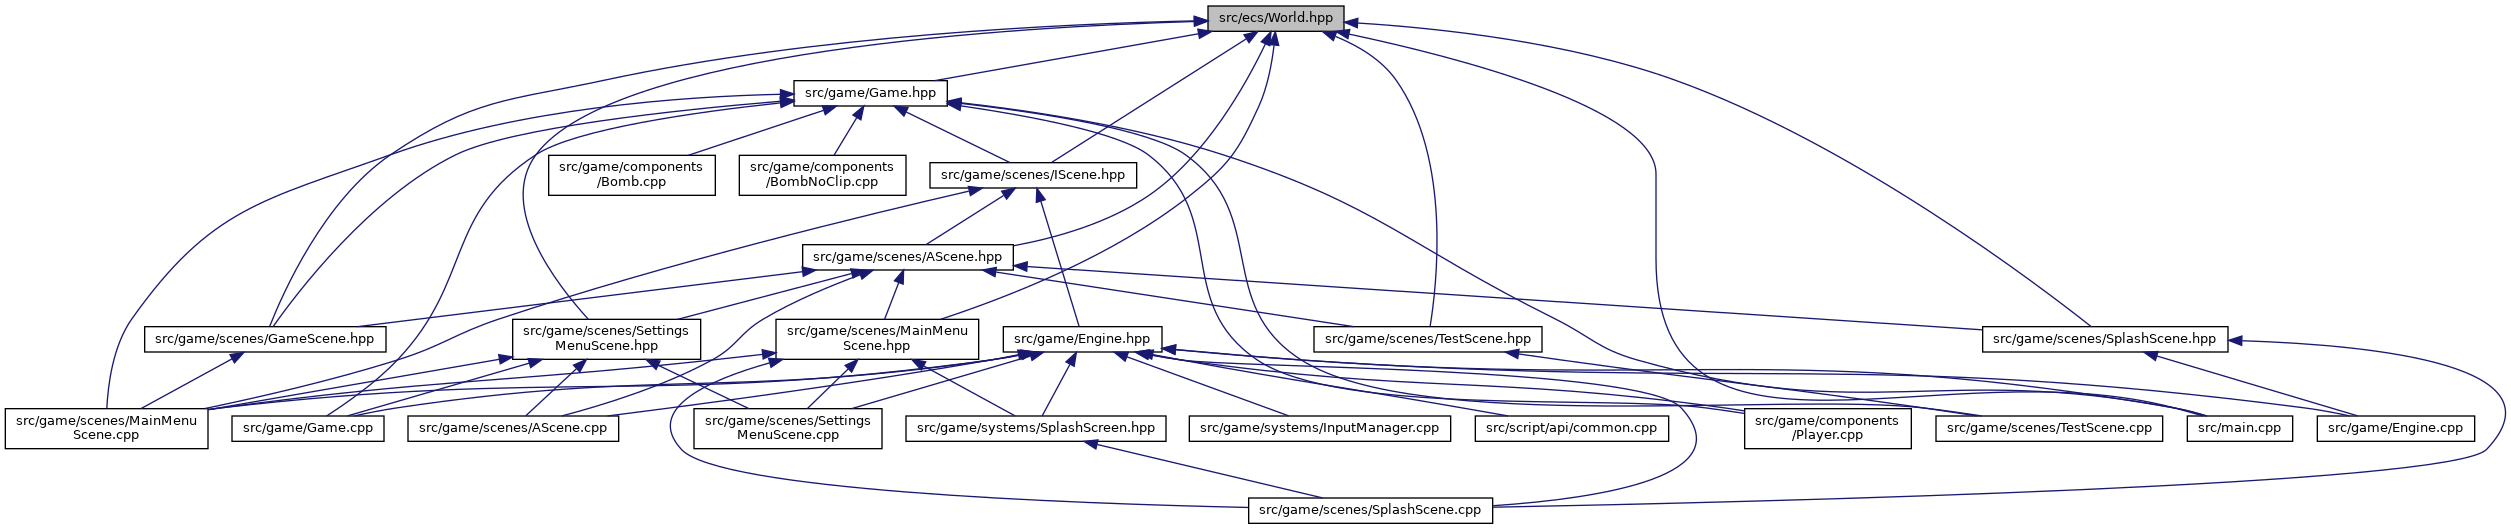 src/ecs/World.hpp
src/game/Game.hpp
src/game/components
/Bomb.cpp
src/game/components
/BombNoClip.cpp
src/game/scenes/IScene.hpp
src/game/scenes/AScene.hpp
src/game/scenes/GameScene.hpp
src/game/scenes/Settings
MenuScene.hpp
src/game/scenes/MainMenu
Scene.hpp
src/game/Engine.hpp
src/game/scenes/TestScene.hpp
src/game/scenes/SplashScene.hpp
src/game/scenes/MainMenu
Scene.cpp
src/game/Game.cpp
src/game/scenes/AScene.cpp
src/game/scenes/Settings
MenuScene.cpp
src/game/systems/SplashScreen.hpp
src/game/systems/InputManager.cpp
src/script/api/common.cpp
src/game/components
/Player.cpp
src/game/scenes/TestScene.cpp
src/main.cpp
src/game/Engine.cpp
src/game/scenes/SplashScene.cpp